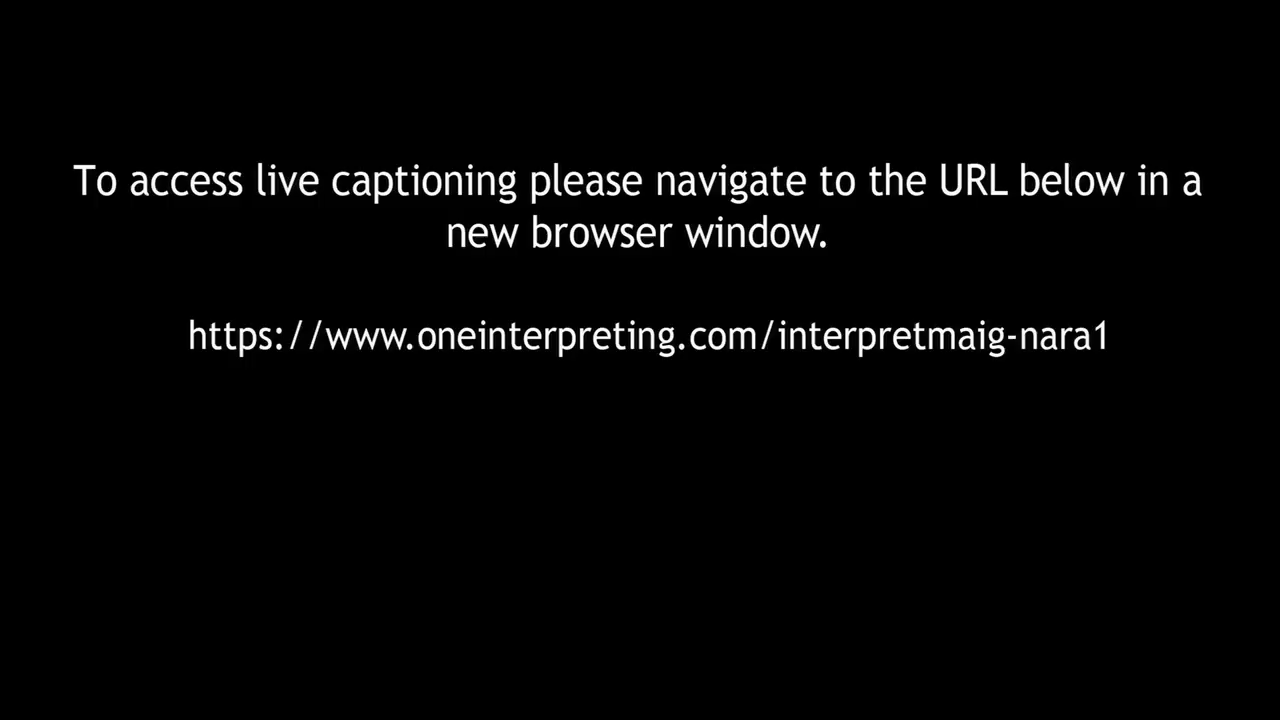 To access live captioning please navigate to the URL below in a
new browser window.
https://www.oneinterpreting.com/interpretmaig-nara1